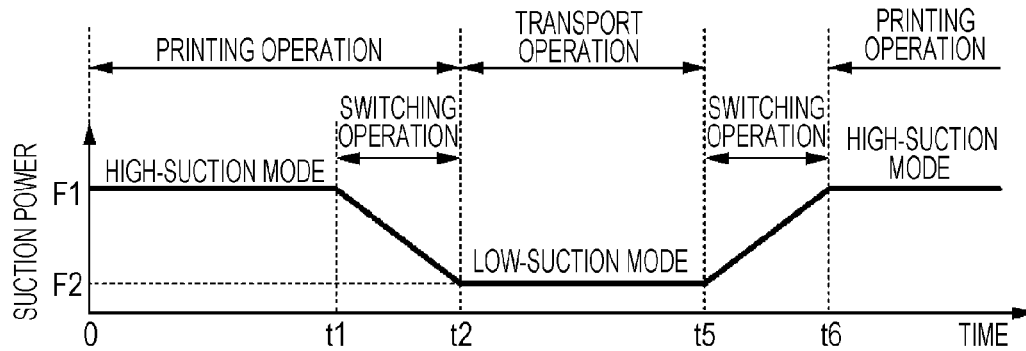 TRANSPORT
OPERATION
PRINTING
OPERATION
PRINTING OPERATION
SWITCHING
OPERATION
SWITCHING
OPERATION
HIGH-SUCTION MODE
HIGH-SUCTION
MODE
LOW-SUCTION MODE
SUCTION POWER
F1
F2
0
t1
t2
t5
t6
TIME